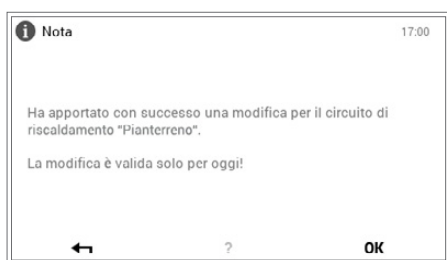 i Nota 17:00
Ha apportato con successo una modifica per il circuito di
riscaldamento "Pianterreno".
La modifica è valida solo per oggi!
? OK